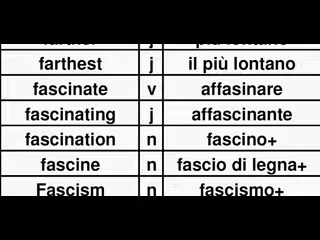 farthest j il più lontano
fascinate v affasinare
fascinating j affascinante
fascination n fascino+
fascine n fascio di legna+
Fascism n fascismo+